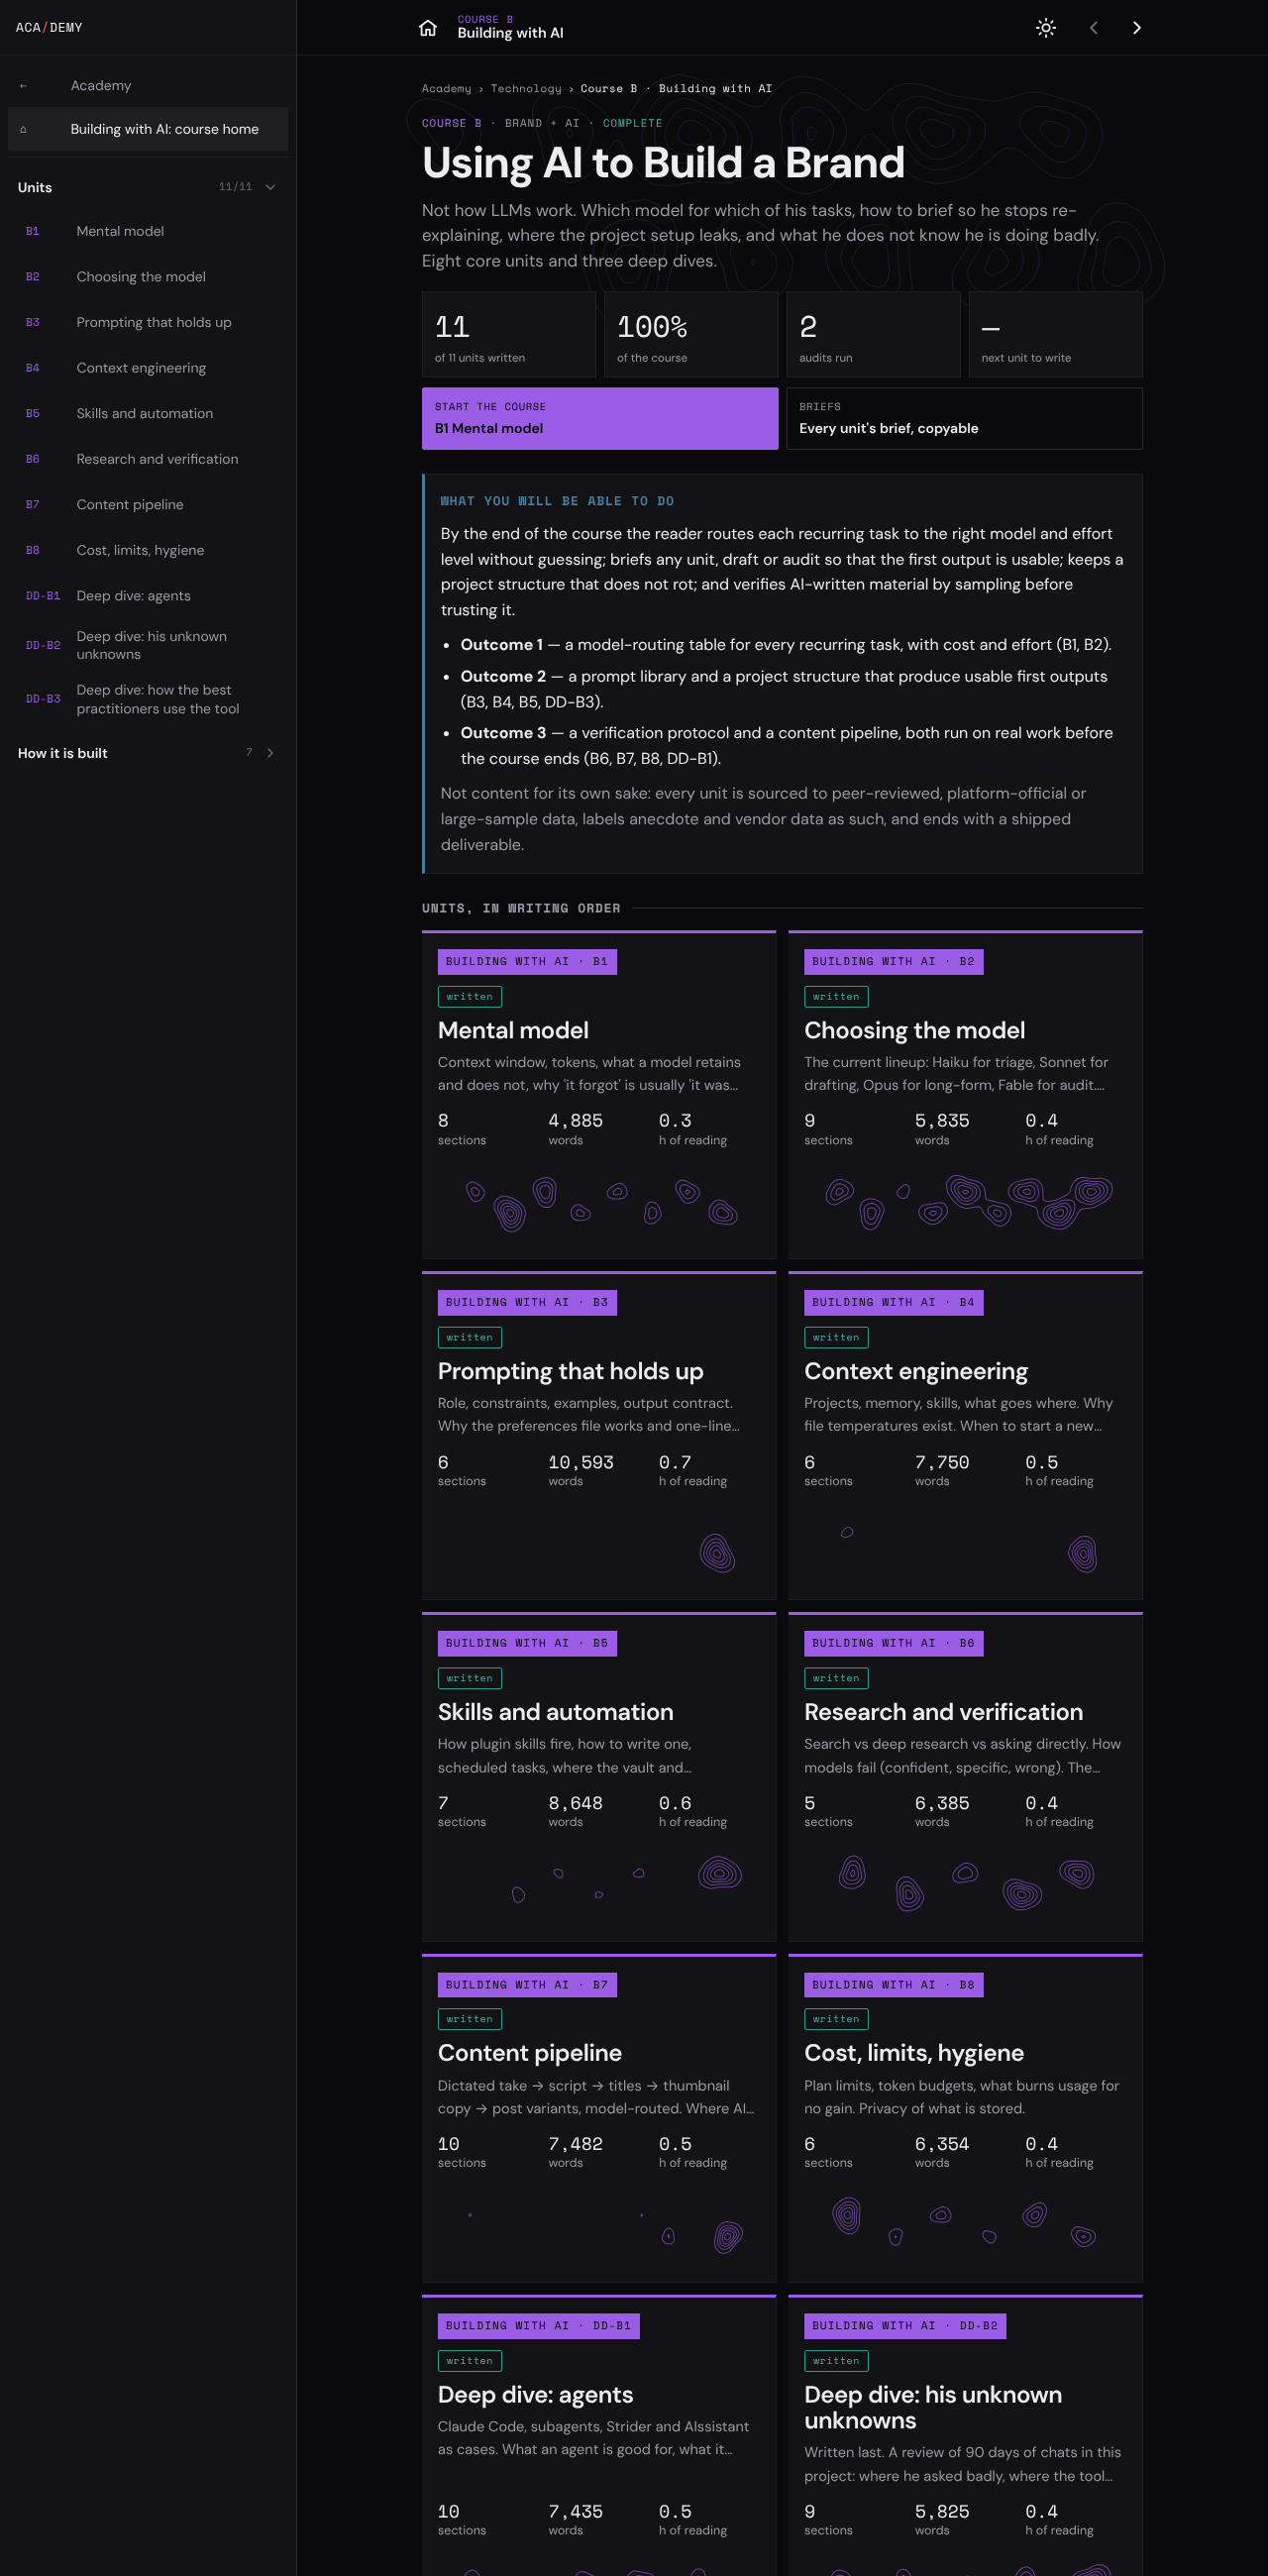 ACA/DEMY
← Academy
⌂ Building with AI: course home
Units 11/11
B1 Mental model
B2 Choosing the model
B3 Prompting that holds up
B4 Context engineering
B5 Skills and automation
B6 Research and verification
B7 Content pipeline
B8 Cost, limits, hygiene
DD-B1 Deep dive: agents
DD-B2 Deep dive: his unknown
unknowns
DD-B3 Deep dive: how the best
practitioners use the tool
How it is built 7
COURSE B
Building with AI
Academy › Technology › Course B · Building with AI
COURSE B · BRAND + AI · COMPLETE
Using AI to Build a Brand
Not how LLMs work. Which model for which of his tasks, how to brief so he stops re-
explaining, where the project setup leaks, and what he does not know he is doing badly.
Eight core units and three deep dives.
11
of 11 units written
100%
of the course
2
audits run
—
next unit to write
START THE COURSE
B1 Mental model
BRIEFS
Every unit's brief, copyable
WHAT YOU WILL BE ABLE TO DO
By the end of the course the reader routes each recurring task to the right model and effort
level without guessing; briefs any unit, draft or audit so that the first output is usable; keeps a
project structure that does not rot; and verifies AI-written material by sampling before
trusting it.
• Outcome 1 — a model-routing table for every recurring task, with cost and effort (B1, B2).
• Outcome 2 — a prompt library and a project structure that produce usable first outputs
(B3, B4, B5, DD-B3).
• Outcome 3 — a verification protocol and a content pipeline, both run on real work before
the course ends (B6, B7, B8, DD-B1).
Not content for its own sake: every unit is sourced to peer-reviewed, platform-official or
large-sample data, labels anecdote and vendor data as such, and ends with a shipped
deliverable.
UNITS, IN WRITING ORDER
BUILDING WITH AI · B1
written
Mental model
Context window, tokens, what a model retains
and does not, why 'it forgot' is usually 'it was…
8 4,885 0.3
sections words h of reading
BUILDING WITH AI · B2
written
Choosing the model
The current lineup: Haiku for triage, Sonnet for
drafting, Opus for long-form, Fable for audit.…
9 5,835 0.4
sections words h of reading
BUILDING WITH AI · B3
written
Prompting that holds up
Role, constraints, examples, output contract.
Why the preferences file works and one-line…
6 10,593 0.7
sections words h of reading
BUILDING WITH AI · B4
written
Context engineering
Projects, memory, skills, what goes where. Why
file temperatures exist. When to start a new…
6 7,750 0.5
sections words h of reading
BUILDING WITH AI · B5
written
Skills and automation
How plugin skills fire, how to write one,
scheduled tasks, where the vault and…
7 8,648 0.6
sections words h of reading
BUILDING WITH AI · B6
written
Research and verification
Search vs deep research vs asking directly. How
models fail (confident, specific, wrong). The…
5 6,385 0.4
sections words h of reading
BUILDING WITH AI · B7
written
Content pipeline
Dictated take → script → titles → thumbnail
copy → post variants, model-routed. Where AI…
10 7,482 0.5
sections words h of reading
BUILDING WITH AI · B8
written
Cost, limits, hygiene
Plan limits, token budgets, what burns usage for
no gain. Privacy of what is stored.
6 6,354 0.4
sections words h of reading
BUILDING WITH AI · DD-B1
written
Deep dive: agents
Claude Code, subagents, Strider and AIssistant
as cases. What an agent is good for, what it…
10 7,435 0.5
sections words h of reading
BUILDING WITH AI · DD-B2
written
Deep dive: his unknown
unknowns
Written last. A review of 90 days of chats in this
project: where he asked badly, where the tool…
9 5,825 0.4
sections words h of reading